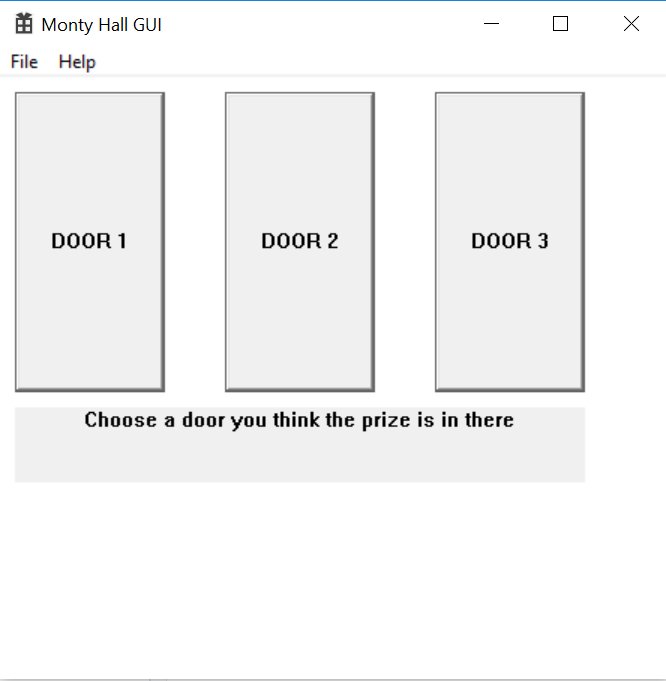 Monty Hall GUI
File Help
DOOR 1 DOOR 2 DOOR 3
Choose a door you think the prize is in there